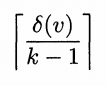 ⌈ δ(v) / (k − 1) ⌉